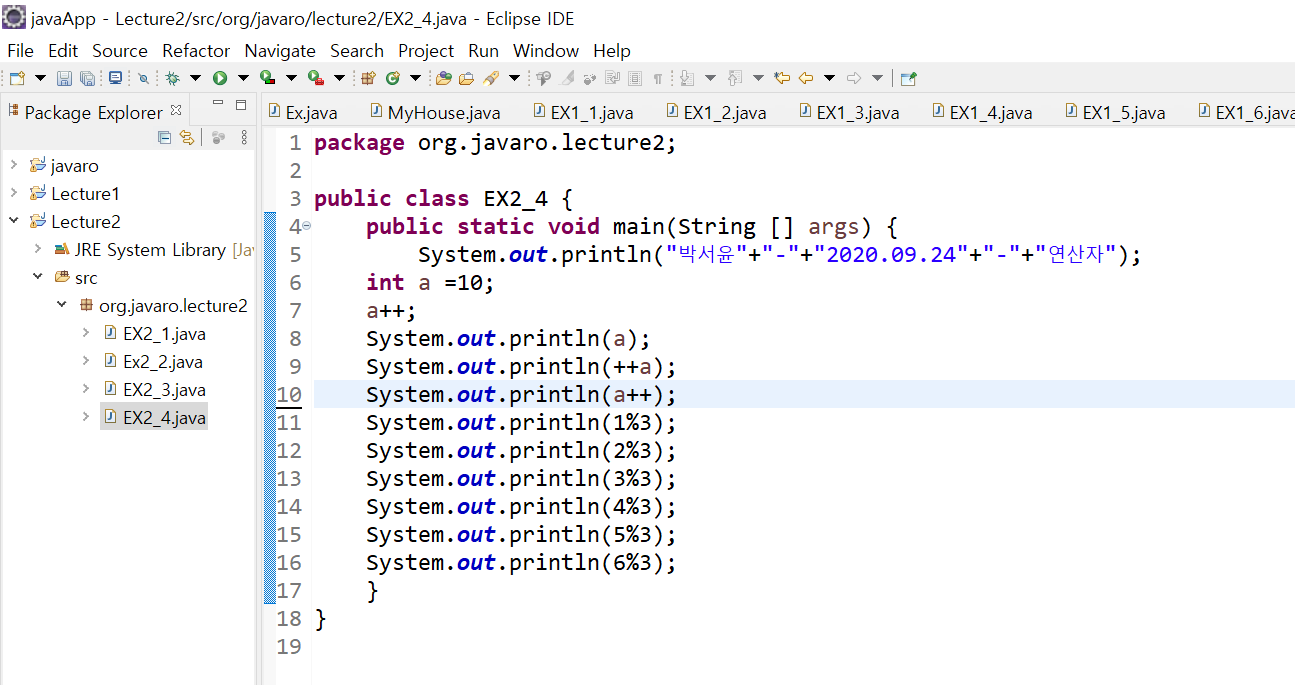 javaApp - Lecture2/src/org/javaro/lecture2/EX2_4.java - Eclipse IDE
File Edit Source Refactor Navigate Search Project Run Window Help
Package Explorer
Ex.java MyHouse.java EX1_1.java EX1_2.java EX1_3.java EX1_4.java EX1_5.java EX1_6.java
javaro
Lecture1
Lecture2
JRE System Library [Jav
src
org.javaro.lecture2
EX2_1.java
Ex2_2.java
EX2_3.java
EX2_4.java
1 package org.javaro.lecture2;
2
3 public class EX2_4 {
4 public static void main(String [] args) {
5 System.out.println("박서윤"+"-"+"2020.09.24"+"-"+"연산자");
6 int a =10;
7 a++;
8 System.out.println(a);
9 System.out.println(++a);
10 System.out.println(a++);
11 System.out.println(1%3);
12 System.out.println(2%3);
13 System.out.println(3%3);
14 System.out.println(4%3);
15 System.out.println(5%3);
16 System.out.println(6%3);
17 }
18 }
19